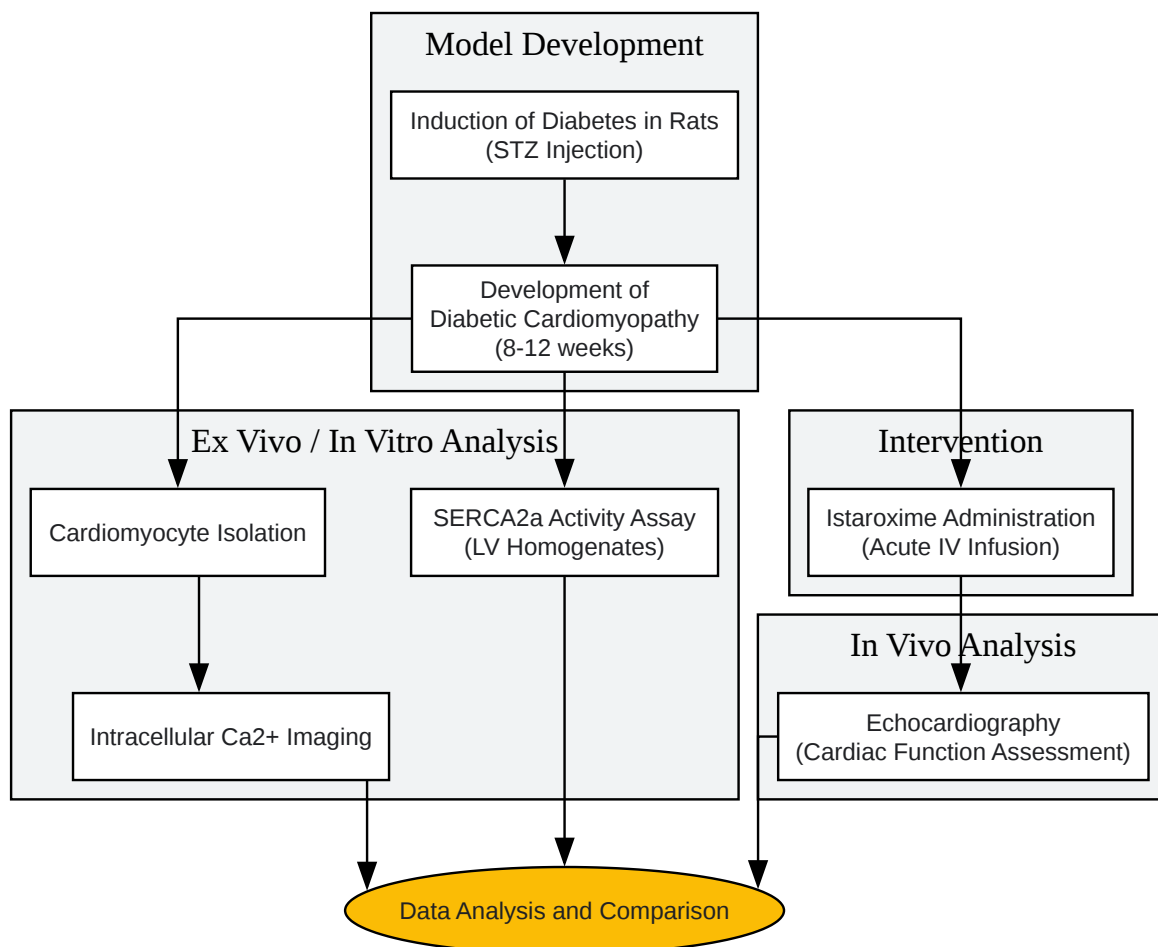 Model Development
Induction of Diabetes in Rats
(STZ Injection)
Development of
Diabetic Cardiomyopathy
(8-12 weeks)
Ex Vivo / In Vitro Analysis
Cardiomyocyte Isolation
SERCA2a Activity Assay
(LV Homogenates)
Intracellular Ca2+ Imaging
Intervention
Istaroxime Administration
(Acute IV Infusion)
In Vivo Analysis
Echocardiography
(Cardiac Function Assessment)
Data Analysis and Comparison